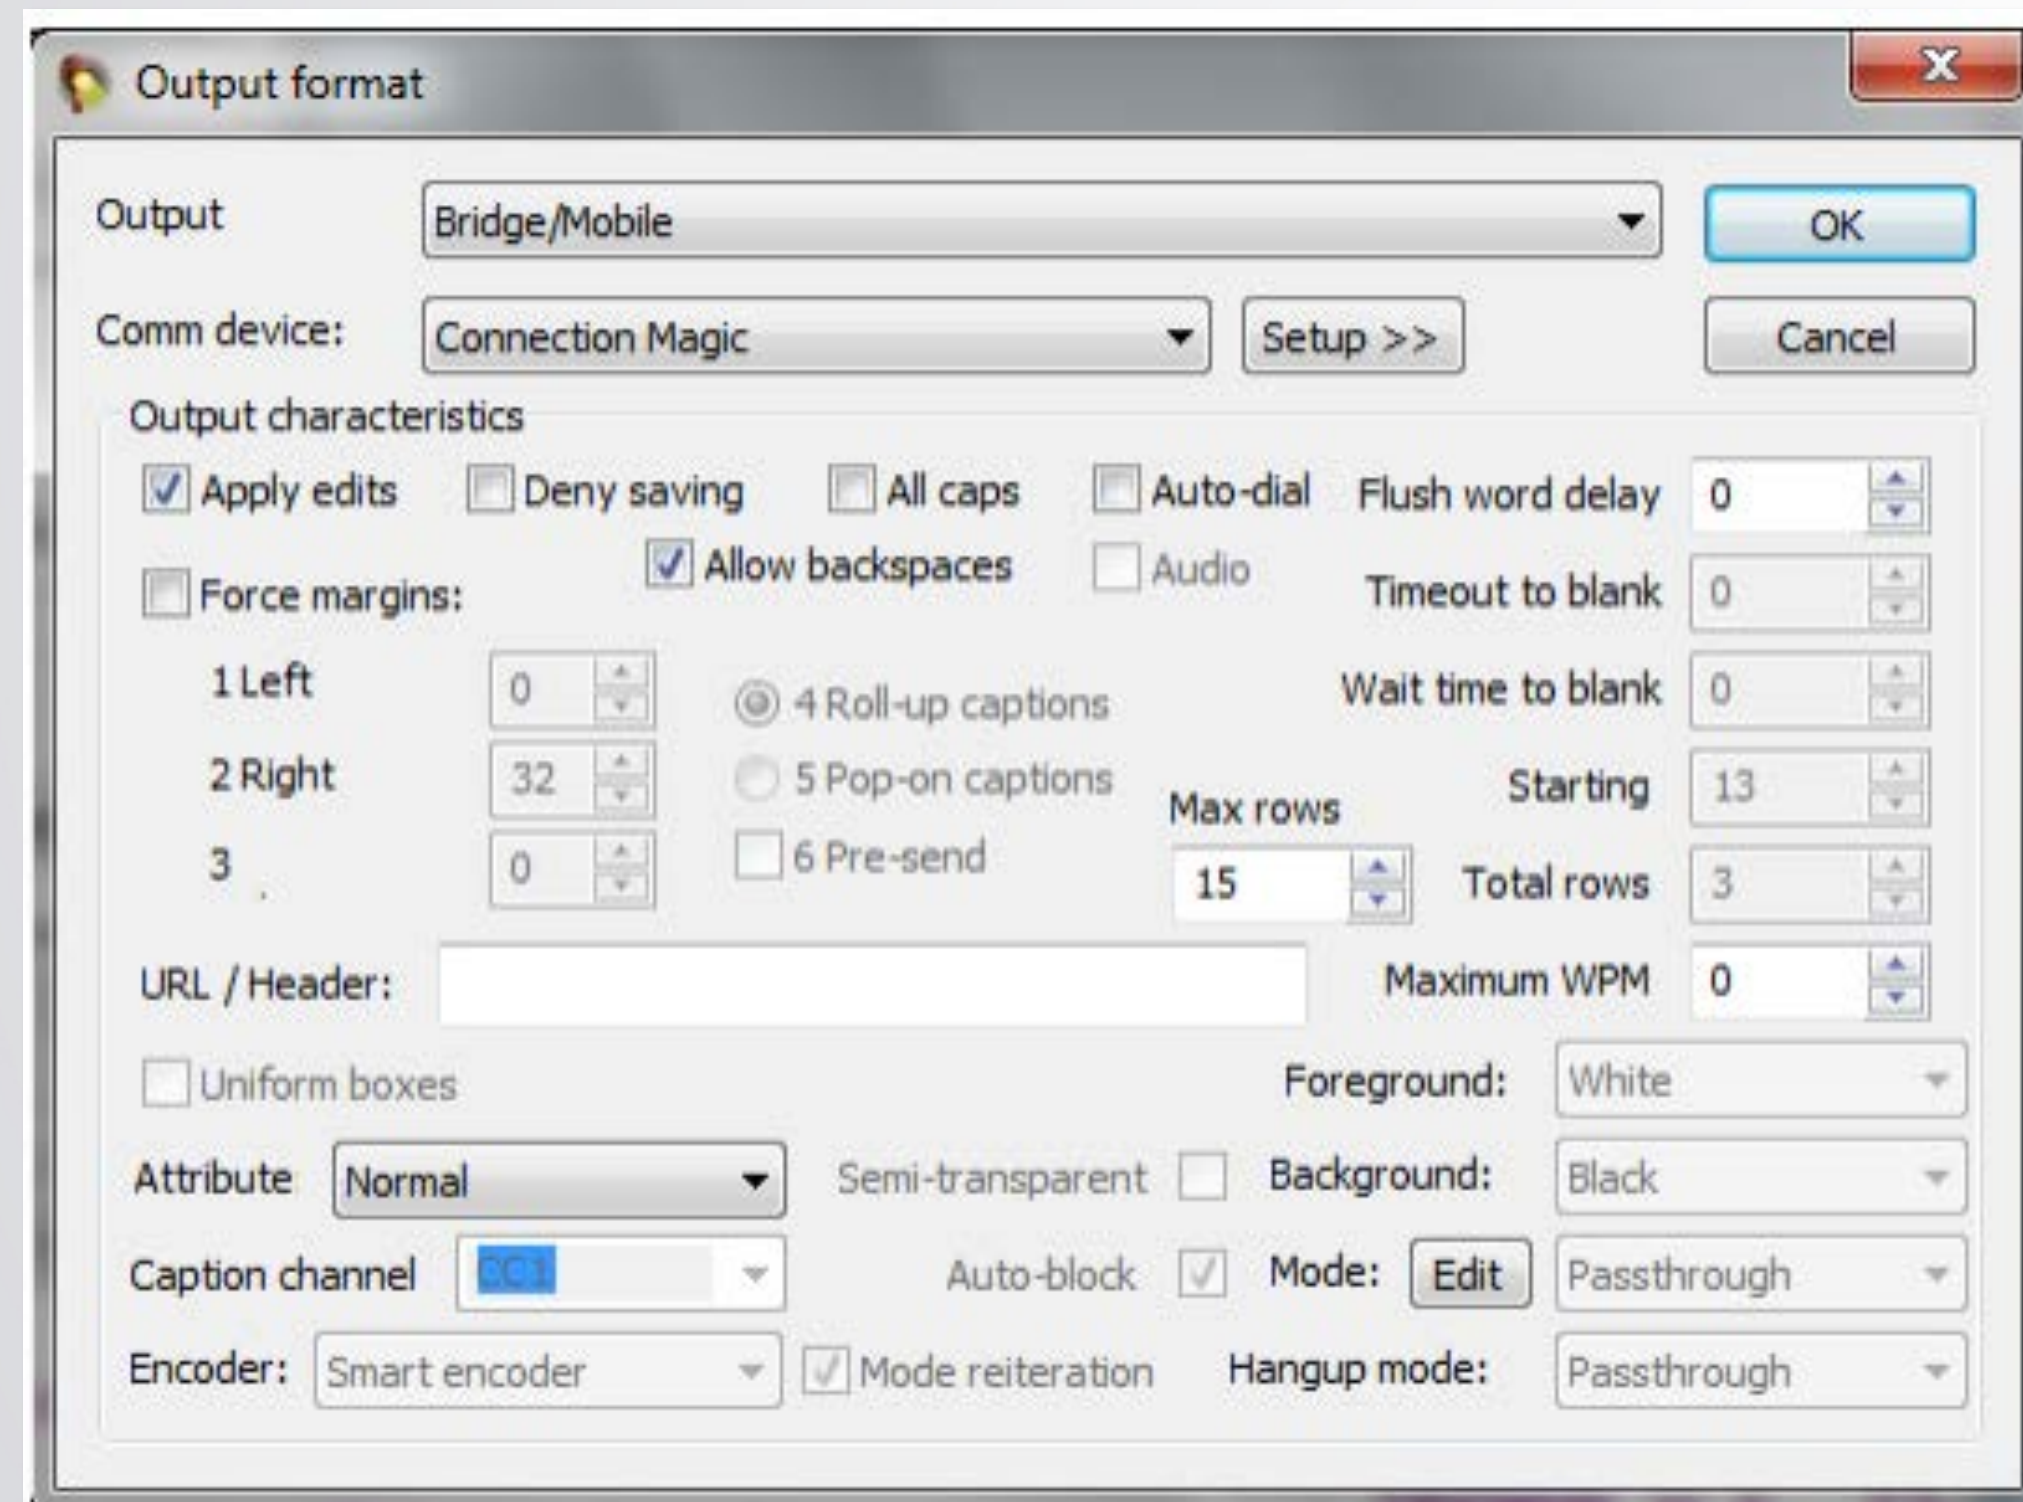 Output format
Output Bridge/Mobile OK
Comm device: Connection Magic Setup >> Cancel
Output characteristics
Apply edits Deny saving All caps Auto-dial Flush word delay 0
Force margins: Allow backspaces Audio Timeout to blank 0
1 Left 0 4 Roll-up captions Wait time to blank 0
2 Right 32 5 Pop-on captions Starting 13
3 0 6 Pre-send Max rows 15 Total rows 3
URL / Header: Maximum WPM 0
Uniform boxes Foreground: White
Attribute Normal Semi-transparent Background: Black
Caption channel CC1 Auto-block Mode: Edit Passthrough
Encoder: Smart encoder Mode reiteration Hangup mode: Passthrough